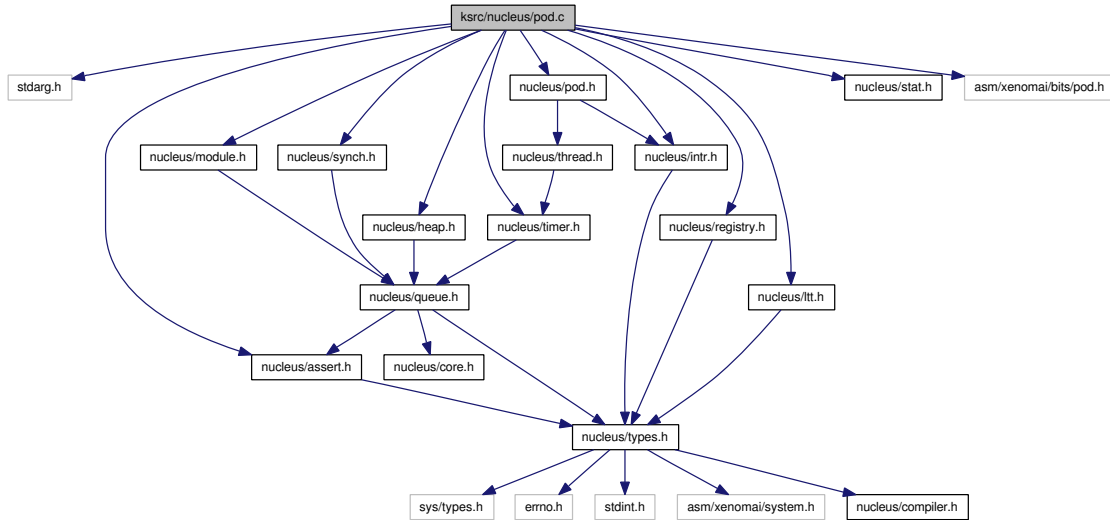 ksrc/nucleus/pod.c
stdarg.h
nucleus/pod.h
nucleus/stat.h
asm/xenomai/bits/pod.h
nucleus/module.h
nucleus/synch.h
nucleus/thread.h
nucleus/intr.h
nucleus/heap.h
nucleus/timer.h
nucleus/registry.h
nucleus/queue.h
nucleus/ltt.h
nucleus/assert.h
nucleus/core.h
nucleus/types.h
sys/types.h
errno.h
stdint.h
asm/xenomai/system.h
nucleus/compiler.h